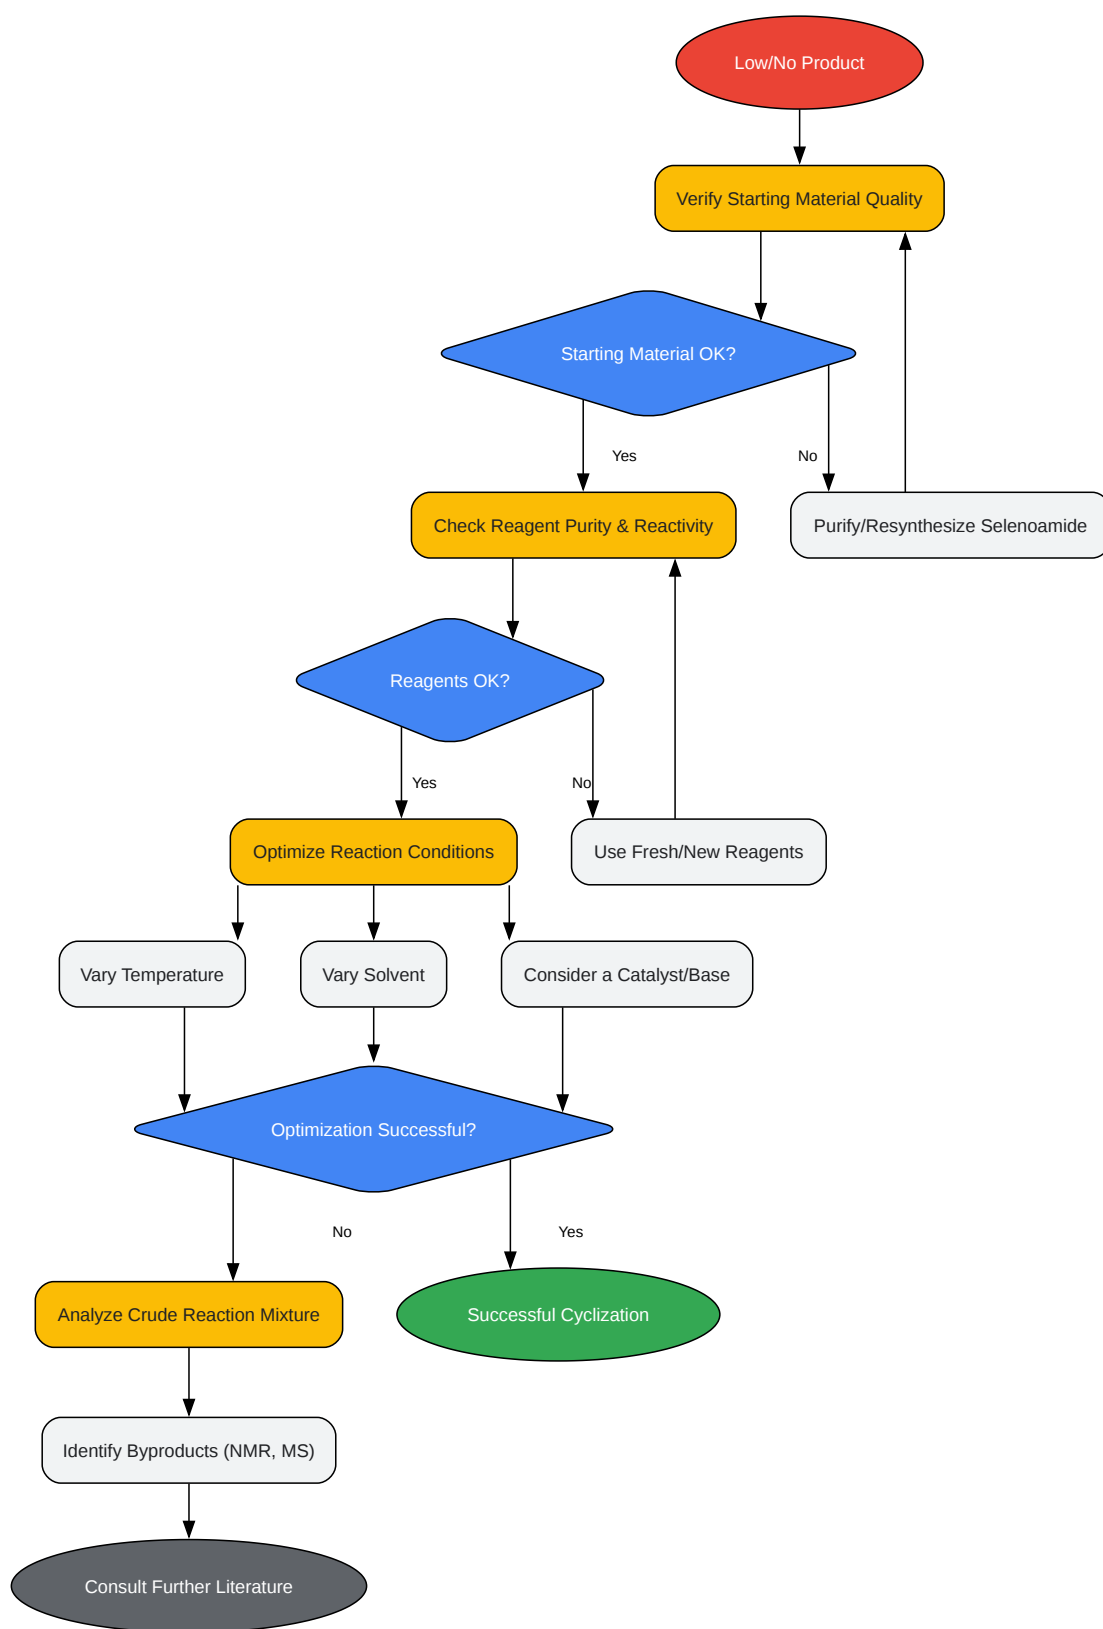 Low/No Product
Verify Starting Material Quality
Starting Material OK?
Yes
No
Check Reagent Purity & Reactivity
Purify/Resynthesize Selenoamide
Reagents OK?
Yes
No
Optimize Reaction Conditions
Use Fresh/New Reagents
Vary Temperature
Vary Solvent
Consider a Catalyst/Base
Optimization Successful?
No
Yes
Analyze Crude Reaction Mixture
Successful Cyclization
Identify Byproducts (NMR, MS)
Consult Further Literature